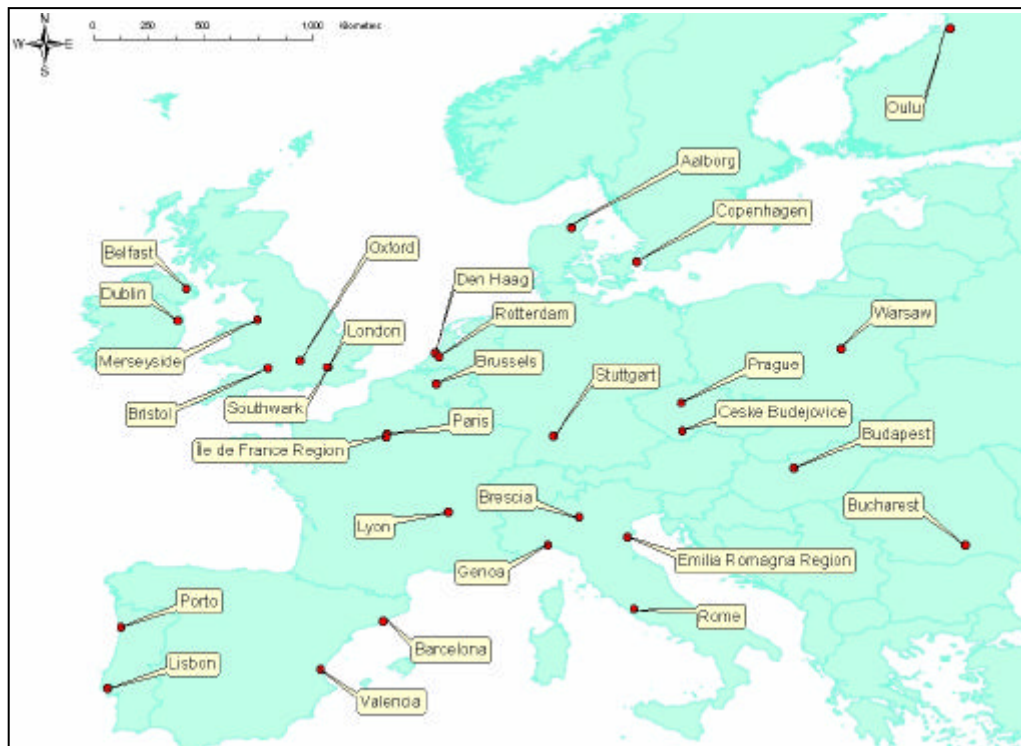 N
W E
S
0 250 500 1,000 Kilometers
Oulu
Aalborg
Copenhagen
Belfast
Oxford
Dublin
Den Haag
Rotterdam
London
Warsaw
Merseyside
Brussels
Stuttgart
Prague
Bristol
Southwark
Ceske Budejovice
Paris
Budapest
Île de France Region
Brescia
Bucharest
Lyon
Emilia Romagna Region
Genoa
Porto
Rome
Barcelona
Lisbon
Valencia